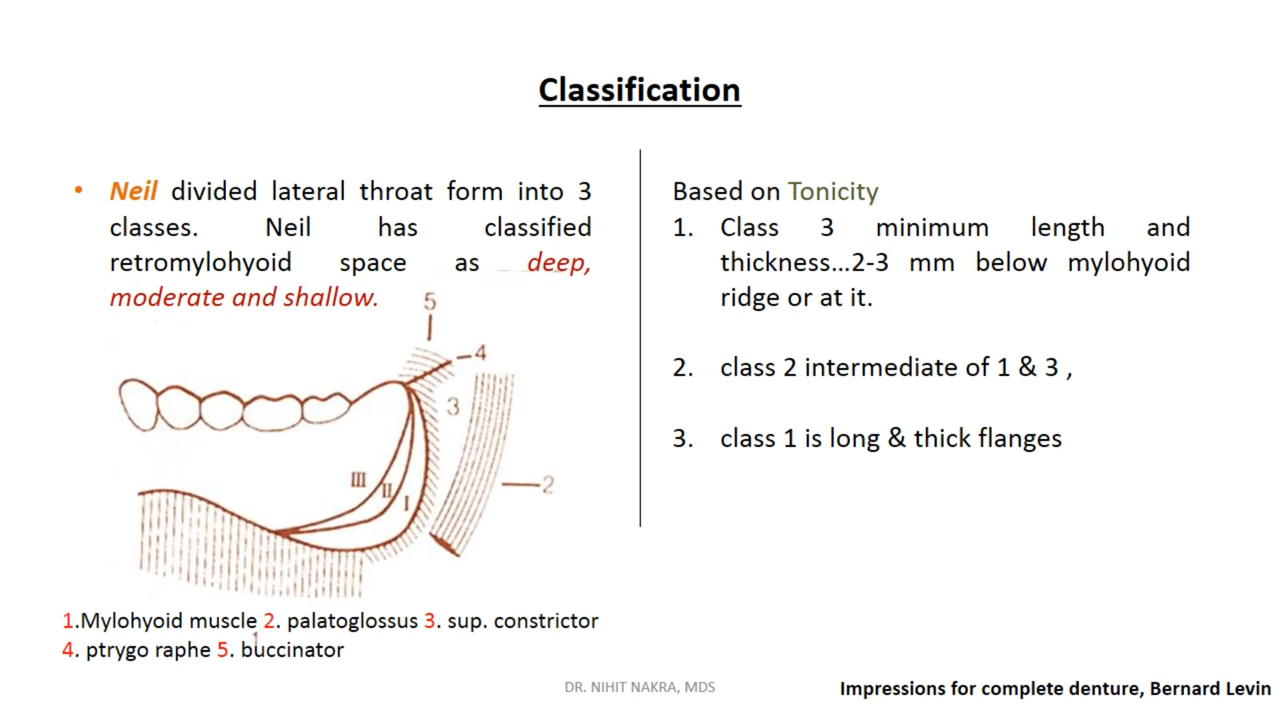 Classification
• Neil divided lateral throat form into 3
classes. Neil has classified
retromylohyoid space as deep,
moderate and shallow.
5
4
3
III
II
I
2
1
1.Mylohyoid muscle 2. palatoglossus 3. sup. constrictor
4. ptrygo raphe 5. buccinator
Based on Tonicity
1. Class 3 minimum length and
thickness...2-3 mm below mylohyoid
ridge or at it.
2. class 2 intermediate of 1 & 3 ,
3. class 1 is long & thick flanges
DR. NIHIT NAKRA, MDS
Impressions for complete denture, Bernard Levin